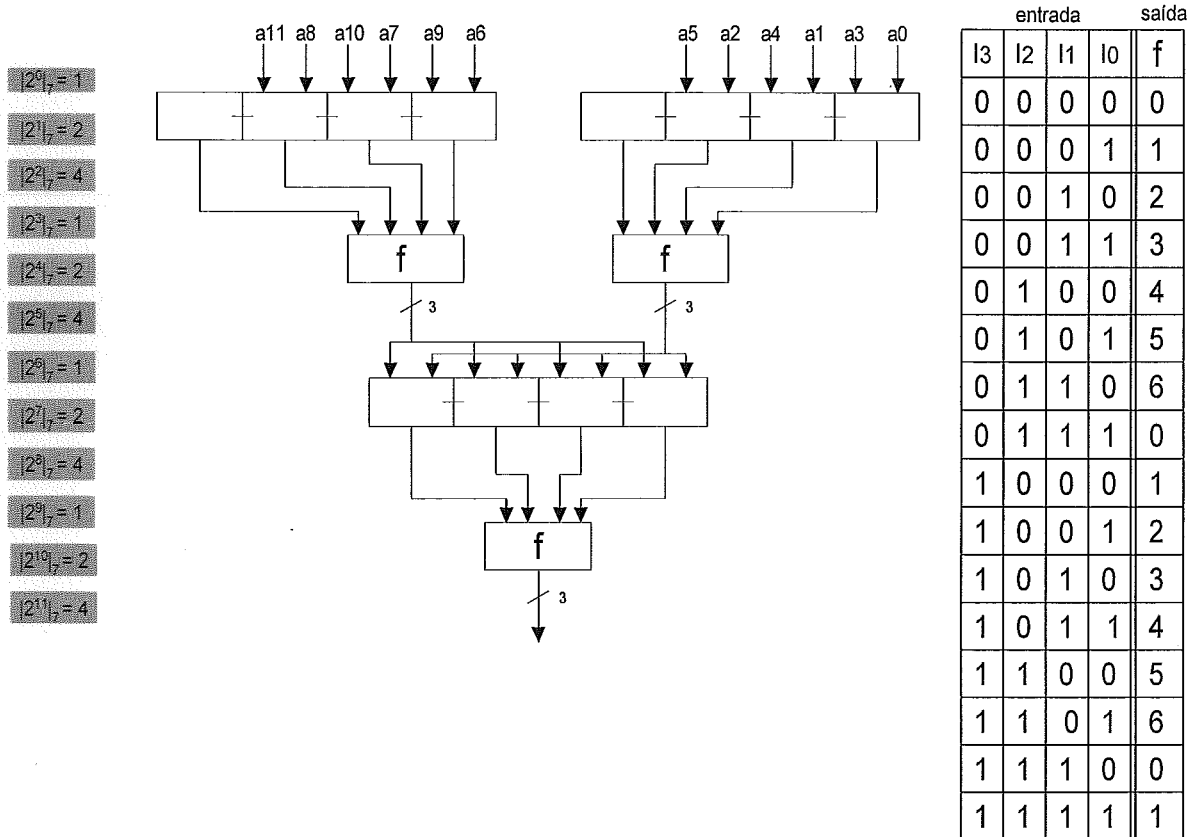 entrada saída
a11 a8 a10 a7 a9 a6 a5 a2 a4 a1 a3 a0
|2⁰|₇ = 1
|2¹|₇ = 2
|2²|₇ = 4
|2³|₇ = 1
|2⁴|₇ = 2
|2⁵|₇ = 4
|2⁶|₇ = 1
|2⁷|₇ = 2
|2⁸|₇ = 4
|2⁹|₇ = 1
|2¹⁰|₇ = 2
|2¹¹|₇ = 4
f f
3 3
f
3
I3 I2 I1 I0 f
0 0 0 0 0
0 0 0 1 1
0 0 1 0 2
0 0 1 1 3
0 1 0 0 4
0 1 0 1 5
0 1 1 0 6
0 1 1 1 0
1 0 0 0 1
1 0 0 1 2
1 0 1 0 3
1 0 1 1 4
1 1 0 0 5
1 1 0 1 6
1 1 1 0 0
1 1 1 1 1